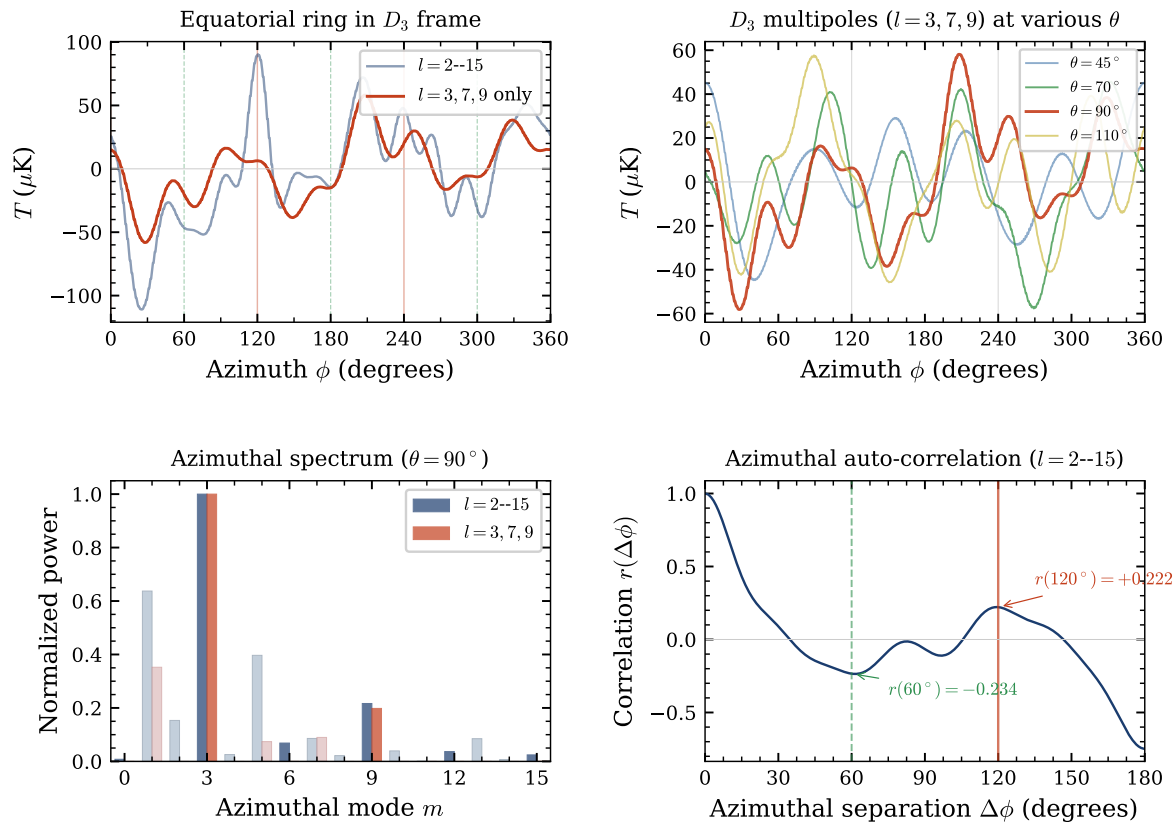 Equatorial ring in D₃ frame
100
50
0
−50
−100
T (μK)
l = 2--15
l = 3, 7, 9 only
0 60 120 180 240 300 360
Azimuth ϕ (degrees)
D₃ multipoles (l = 3, 7, 9) at various θ
60
40
20
0
−20
−40
−60
T (μK)
θ = 45°
θ = 70°
θ = 90°
θ = 110°
0 60 120 180 240 300 360
Azimuth ϕ (degrees)
Azimuthal spectrum (θ = 90°)
1.0
0.8
0.6
0.4
0.2
0.0
Normalized power
l = 2--15
l = 3, 7, 9
0 3 6 9 12 15
Azimuthal mode m
Azimuthal auto-correlation (l = 2--15)
1.0
0.5
0.0
−0.5
Correlation r(Δϕ)
r(120°) = +0.222
r(60°) = −0.234
0 30 60 90 120 150 180
Azimuthal separation Δϕ (degrees)